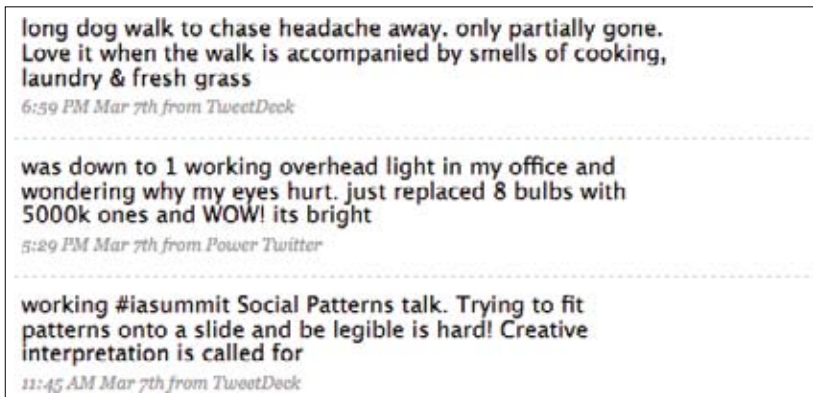 long dog walk to chase headache away. only partially gone.
Love it when the walk is accompanied by smells of cooking,
laundry & fresh grass
6:59 PM Mar 7th from TweetDeck
was down to 1 working overhead light in my office and
wondering why my eyes hurt. just replaced 8 bulbs with
5000k ones and WOW! its bright
5:29 PM Mar 7th from Power Twitter
working #iasummit Social Patterns talk. Trying to fit
patterns onto a slide and be legible is hard! Creative
interpretation is called for
11:45 AM Mar 7th from TweetDeck